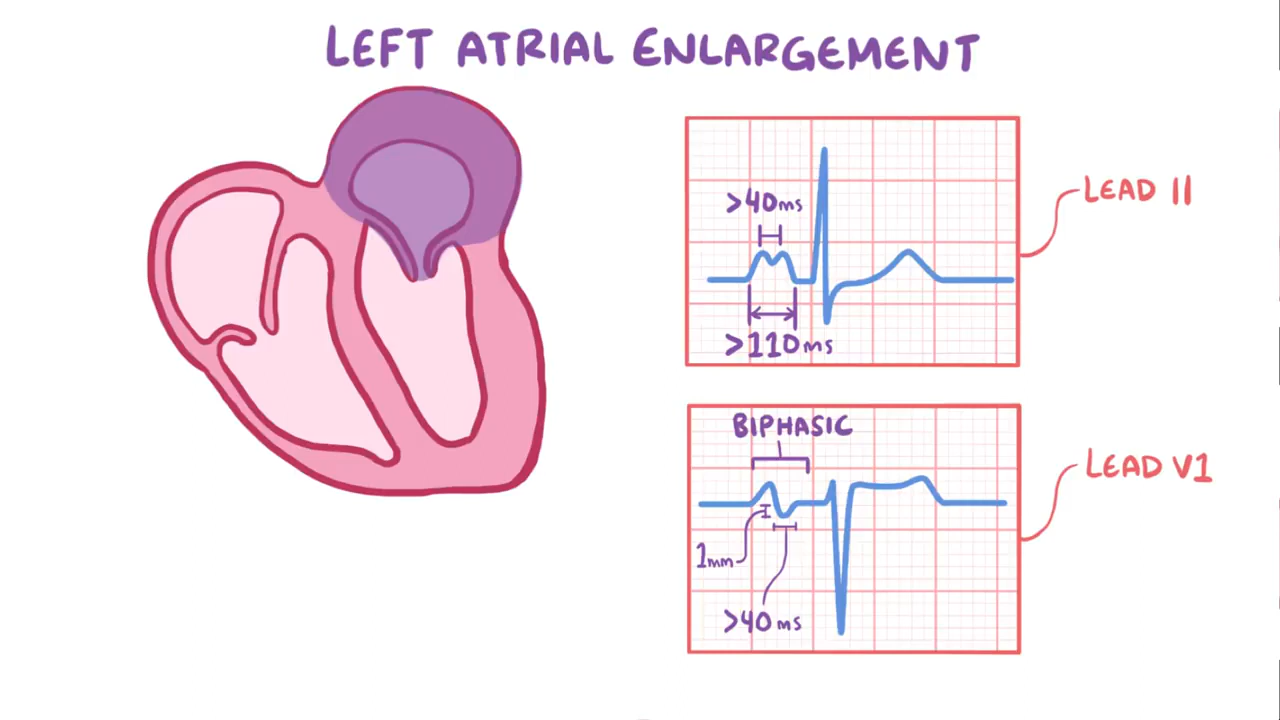 LEFT ATRIAL ENLARGEMENT
>40ms
LEAD II
>110ms
BIPHASIC
LEAD V1
1mm
>40ms